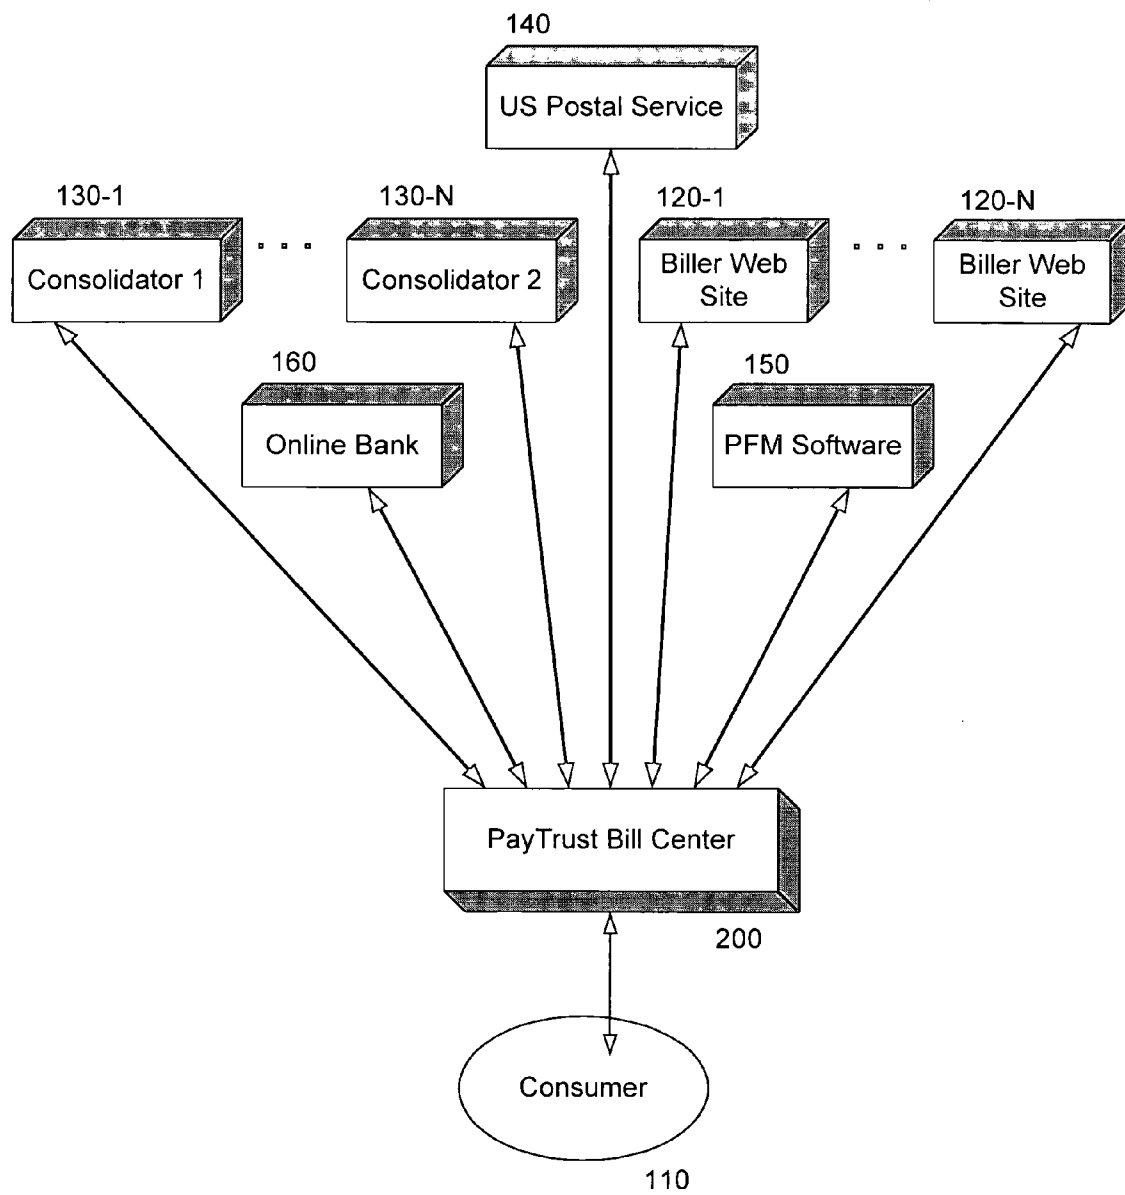 140
US Postal Service
130-1
130-N
120-1
120-N
Consolidator 1
Consolidator 2
Biller Web
Site
Biller Web
Site
160
150
Online Bank
PFM Software
PayTrust Bill Center
200
Consumer
110